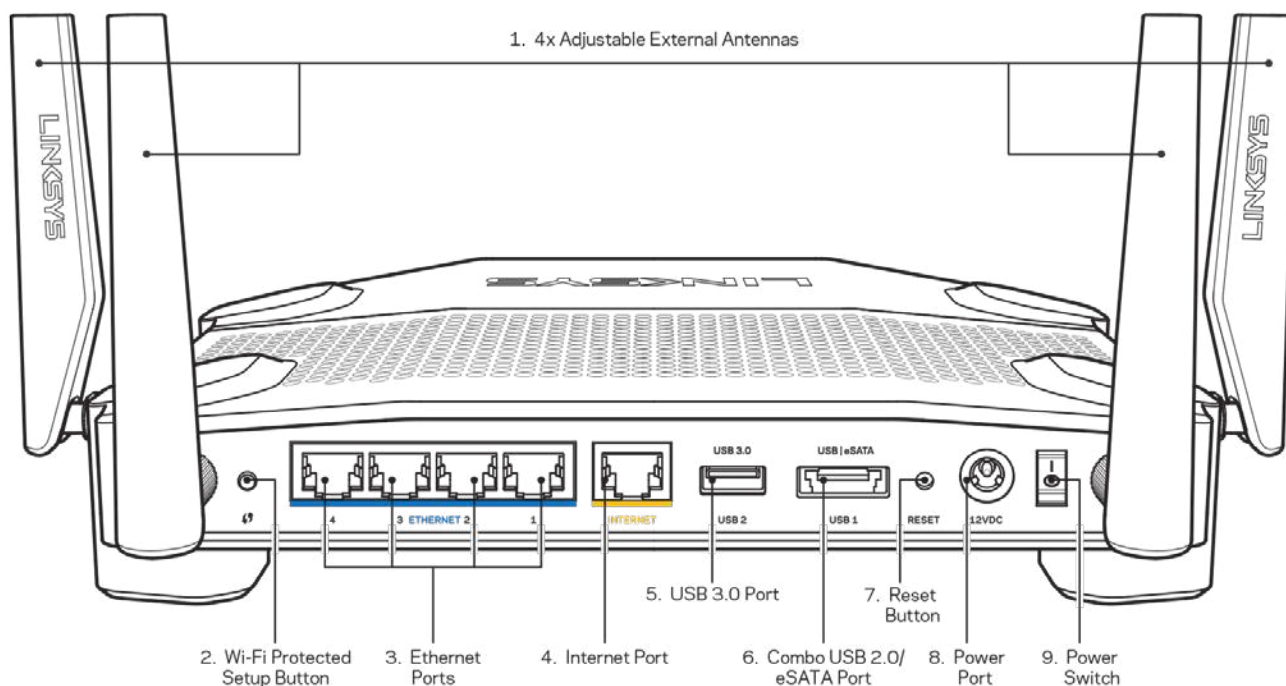 1. 4x Adjustable External Antennas
LINKSYS
LINKSYS
LINKSYS
USB 3.0
USB | eSATA
4
3 ETHERNET 2
1
INTERNET
USB 2
USB 1
RESET
12VDC
5. USB 3.0 Port
7. Reset
Button
2. Wi-Fi Protected
Setup Button
3. Ethernet
Ports
4. Internet Port
6. Combo USB 2.0/
eSATA Port
8. Power
Port
9. Power
Switch